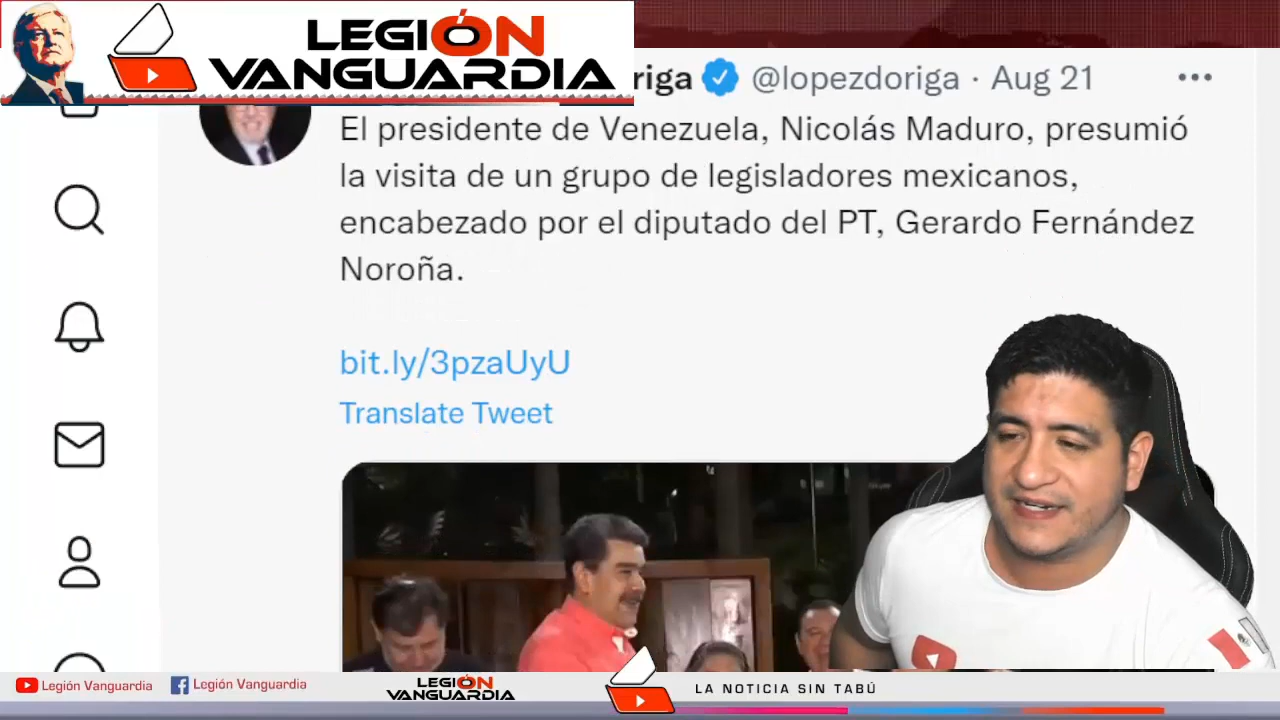 LEGIÓN
VANGUARDIA
riga @lopezdoriga · Aug 21
El presidente de Venezuela, Nicolás Maduro, presumió
la visita de un grupo de legisladores mexicanos,
encabezado por el diputado del PT, Gerardo Fernández
Noroña.
bit.ly/3pzaUyU
Translate Tweet
Legión Vanguardia
Legión Vanguardia
LEGIÓN
VANGUARDIA
LA NOTICIA SIN TABÚ